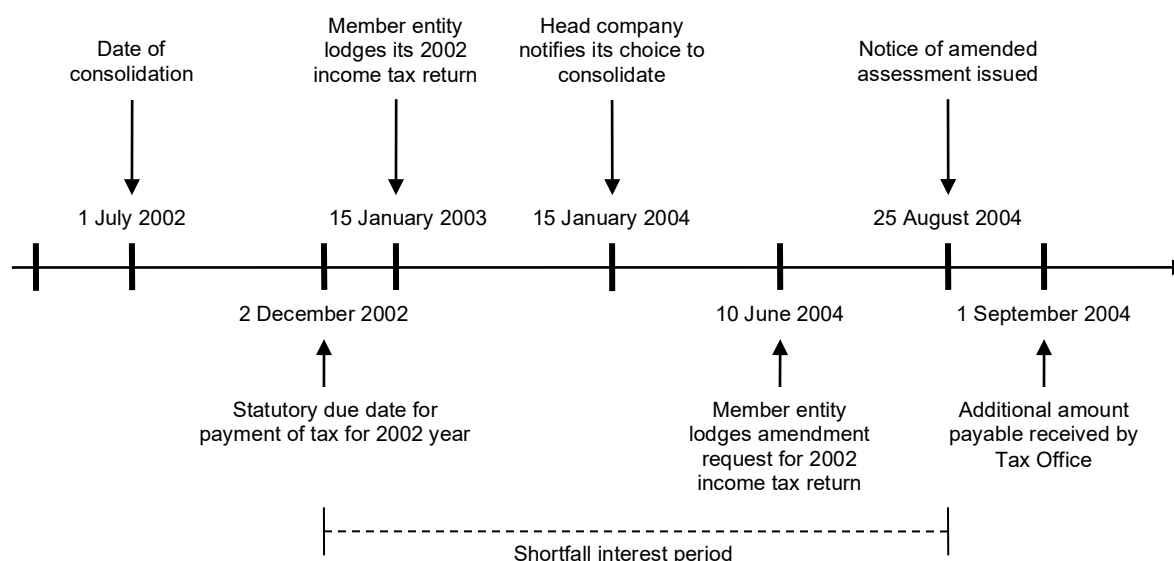 Date of
consolidation
Member entity
lodges its 2002
income tax return
Head company
notifies its choice to
consolidate
Notice of amended
assessment issued
1 July 2002
15 January 2003
15 January 2004
25 August 2004
2 December 2002
10 June 2004
1 September 2004
Statutory due date for
payment of tax for 2002 year
Member entity
lodges amendment
request for 2002
income tax return
Additional amount
payable received by
Tax Office
Shortfall interest period